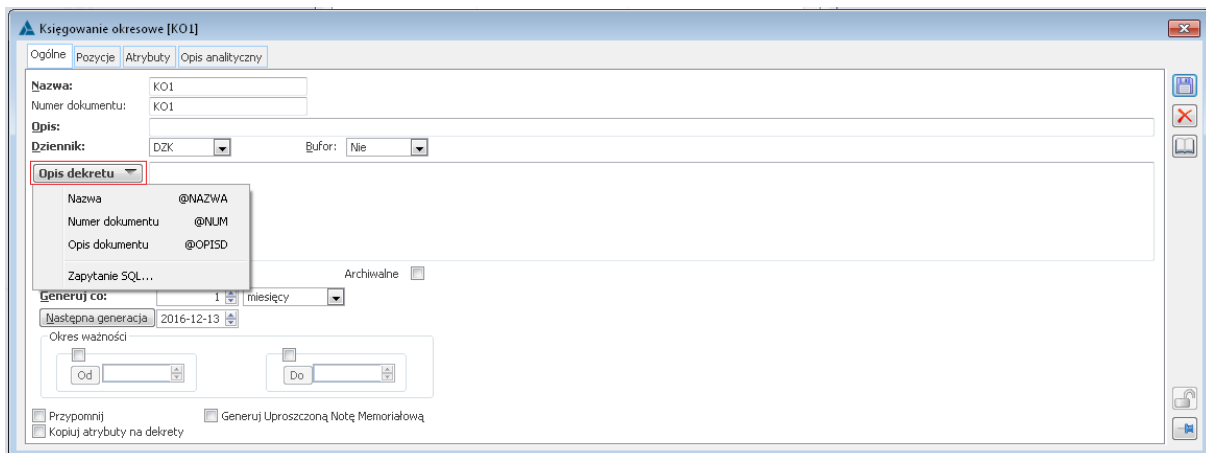 Księgowanie okresowe [KO1]
Ogólne Pozycje Atrybuty Opis analityczny
Nazwa: KO1
Numer dokumentu: KO1
Opis:
Dziennik: DZK Bufor: Nie
Opis dekretu
Nazwa @NAZWA
Numer dokumentu @NUM
Opis dokumentu @OPISD
Zapytanie SQL...
Archiwalne
Generuj co: 1 miesięcy
Następna generacja 2016-12-13
Okres ważności
Od Do
Przypomnij Generuj Uproszczoną Notę Memoriałową
Kopiuj atrybuty na dekrety